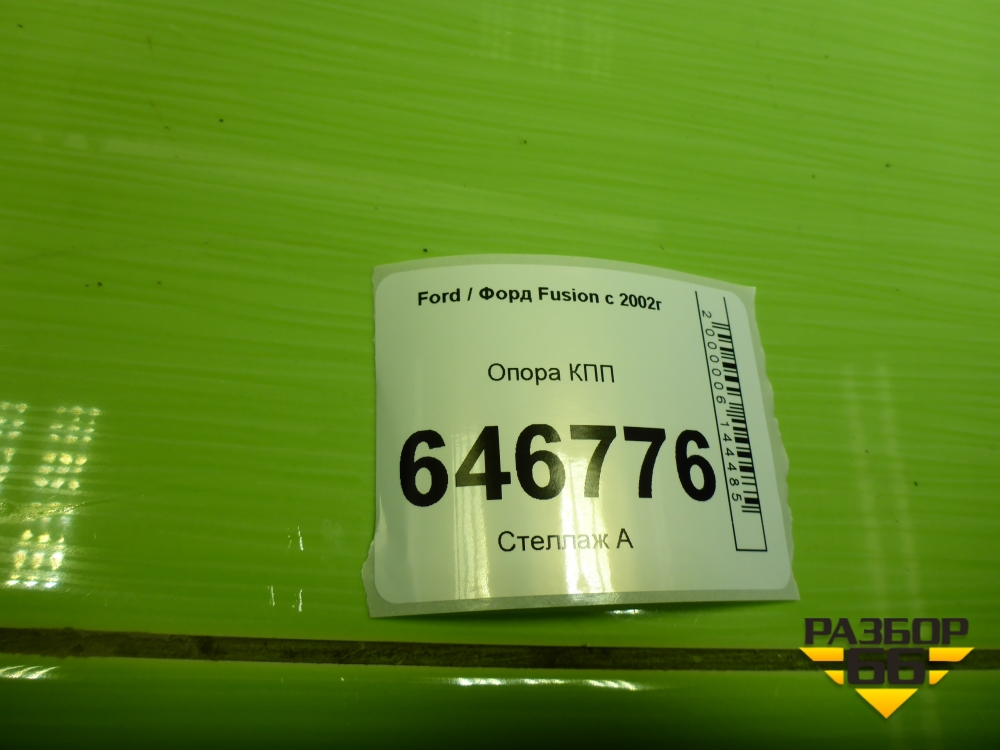 Ford / Форд Fusion с 2002г
Опора КПП
646776
Стеллаж А
2000006144485
РАЗБОР
66